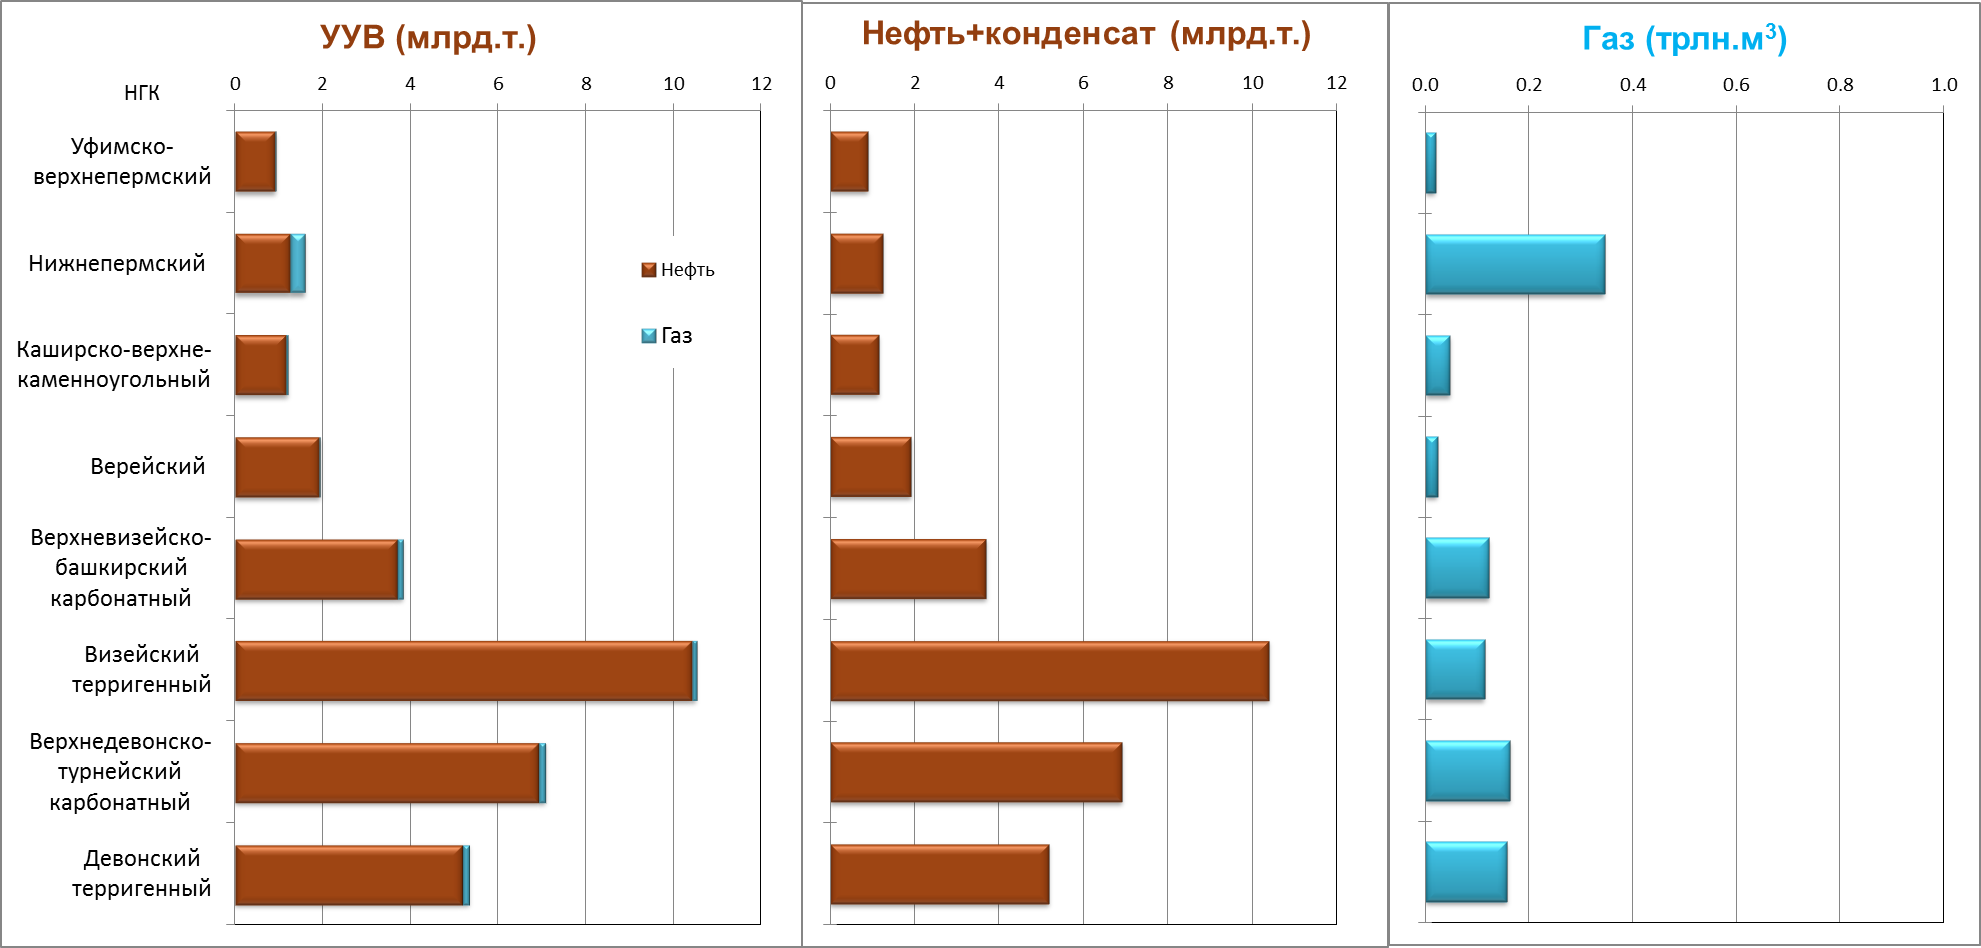 УУВ (млрд.т.)
НГК
0 2 4 6 8 10 12
Уфимско-
верхнепермский
Нижнепермский
Каширско-верхне-
каменноугольный
Верейский
Верхневизейско-
башкирский
карбонатный
Визейский
терригенный
Верхнедевонско-
турнейский
карбонатный
Девонский
терригенный
Нефть
Газ
Нефть+конденсат (млрд.т.)
0 2 4 6 8 10 12
Газ (трлн.м³)
0.0 0.2 0.4 0.6 0.8 1.0